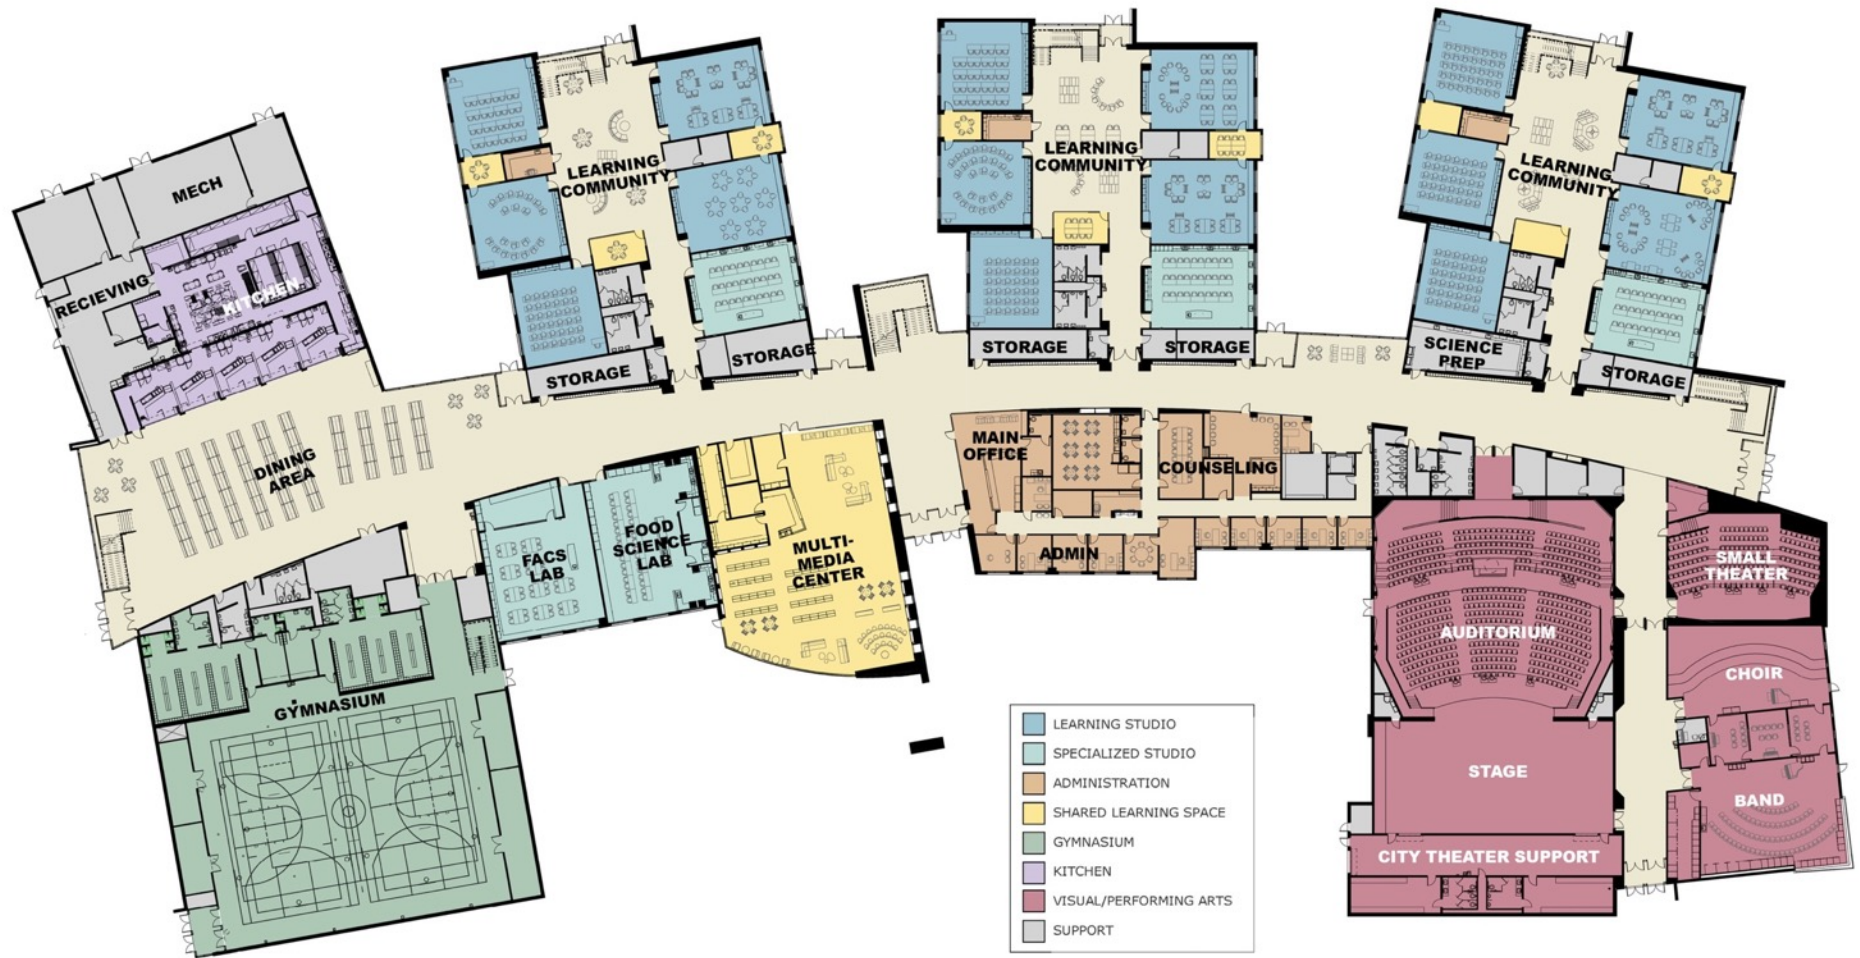 MECH
RECIEVING
KITCHEN
LEARNING
COMMUNITY
STORAGE
STORAGE
LEARNING
COMMUNITY
STORAGE
STORAGE
LEARNING
COMMUNITY
SCIENCE
PREP
STORAGE
DINING
AREA
FACS
LAB
FOOD
SCIENCE
LAB
MULTI-
MEDIA
CENTER
MAIN
OFFICE
COUNSELING
ADMIN
GYMNASIUM
AUDITORIUM
SMALL
THEATER
CHOIR
STAGE
BAND
CITY THEATER SUPPORT
LEARNING STUDIO
SPECIALIZED STUDIO
ADMINISTRATION
SHARED LEARNING SPACE
GYMNASIUM
KITCHEN
VISUAL/PERFORMING ARTS
SUPPORT